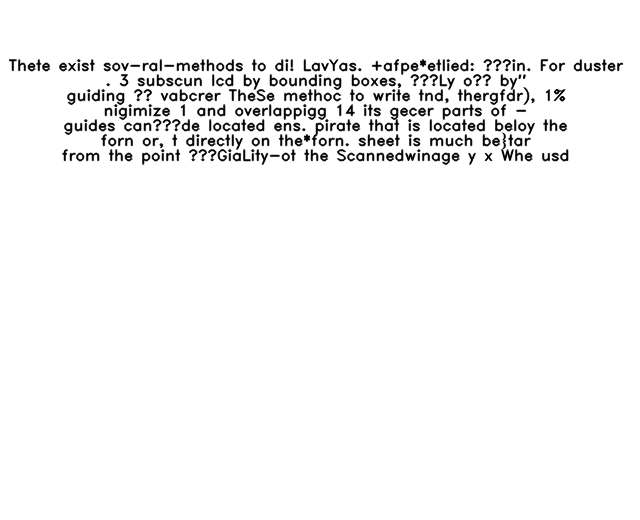 Thete exist sov-ral-methods to di! LavYas. +afpe*etlied: ???in. For duster
. 3 subscun lcd by bounding boxes, ???Ly o?? by"
guiding ?? vabcrer TheSe methoc to write tnd, thergfdr), 1%
nigimize 1 and overlappigg 14 its gecer parts of -
guides can???de located ens. pirate that is located beloy the
forn or, t directly on the*forn. sheet is much be}tar
from the point ???GiaLity-ot the Scannedwinage y x Whe usd